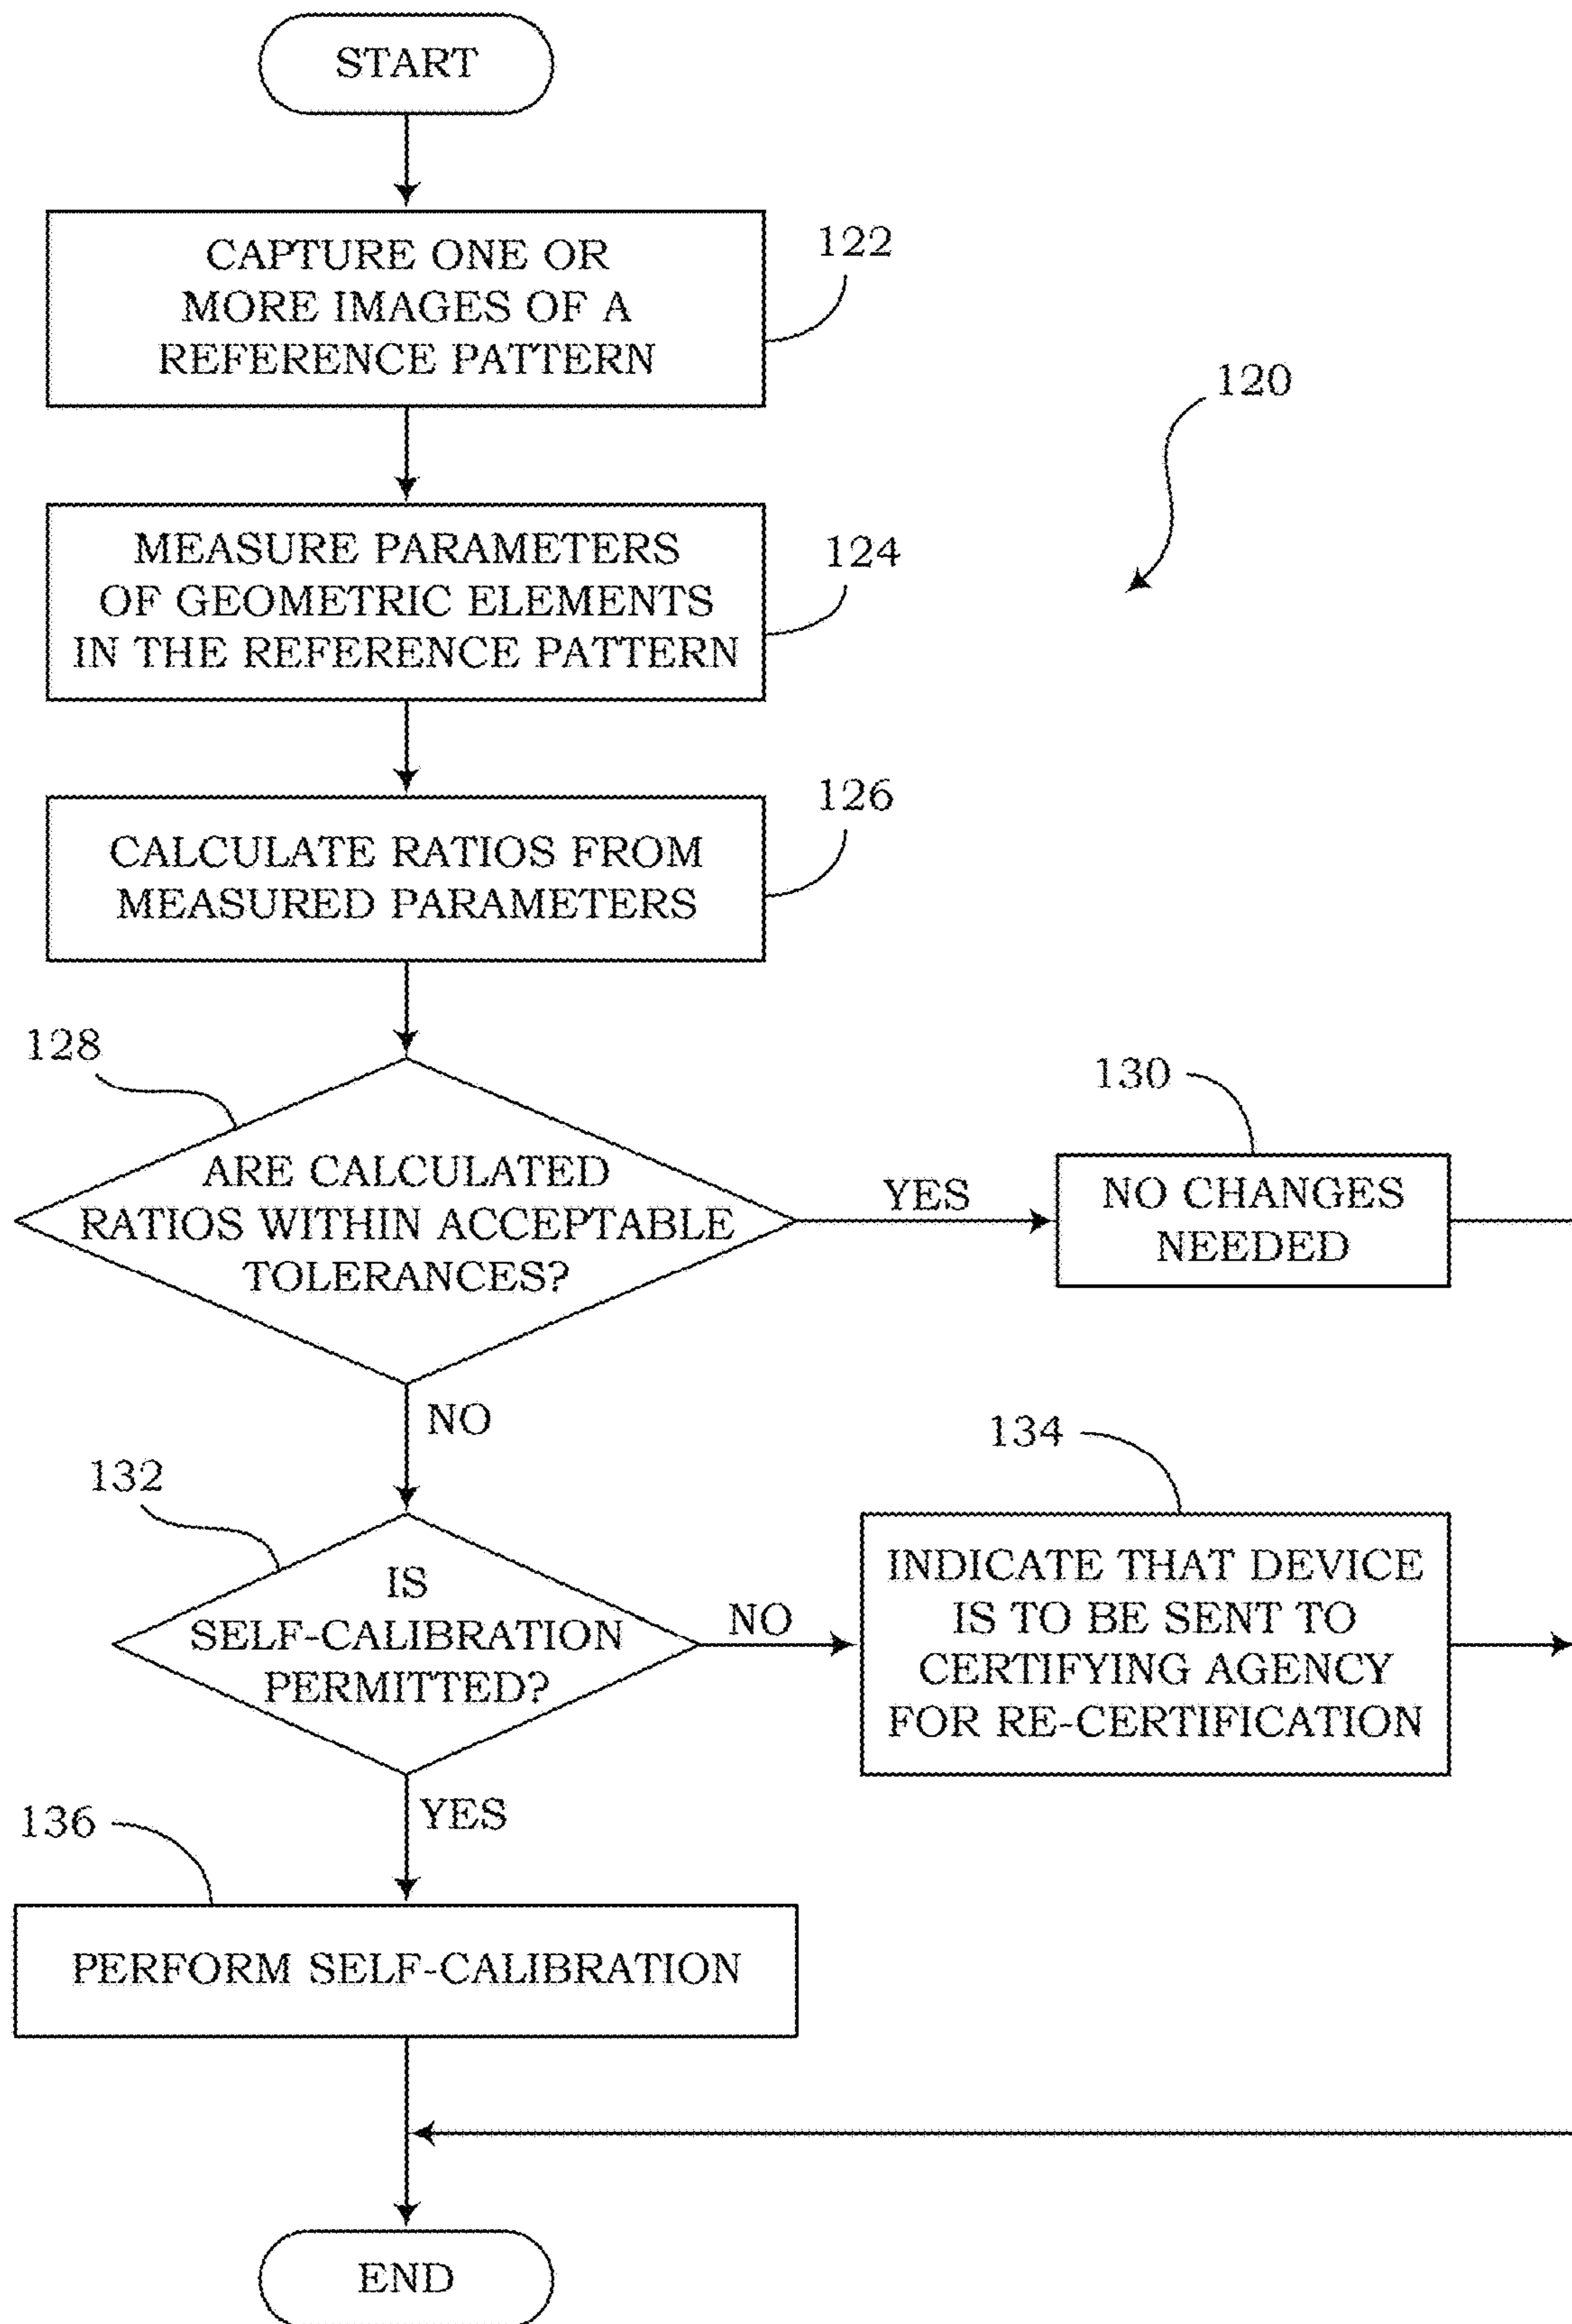 START
CAPTURE ONE OR
MORE IMAGES OF A
REFERENCE PATTERN
122
120
MEASURE PARAMETERS
OF GEOMETRIC ELEMENTS
IN THE REFERENCE PATTERN
124
CALCULATE RATIOS FROM
MEASURED PARAMETERS
126
128
ARE CALCULATED
RATIOS WITHIN ACCEPTABLE
TOLERANCES?
YES
130
NO CHANGES
NEEDED
NO
132
IS
SELF-CALIBRATION
PERMITTED?
NO
134
INDICATE THAT DEVICE
IS TO BE SENT TO
CERTIFYING AGENCY
FOR RE-CERTIFICATION
YES
136
PERFORM SELF-CALIBRATION
END